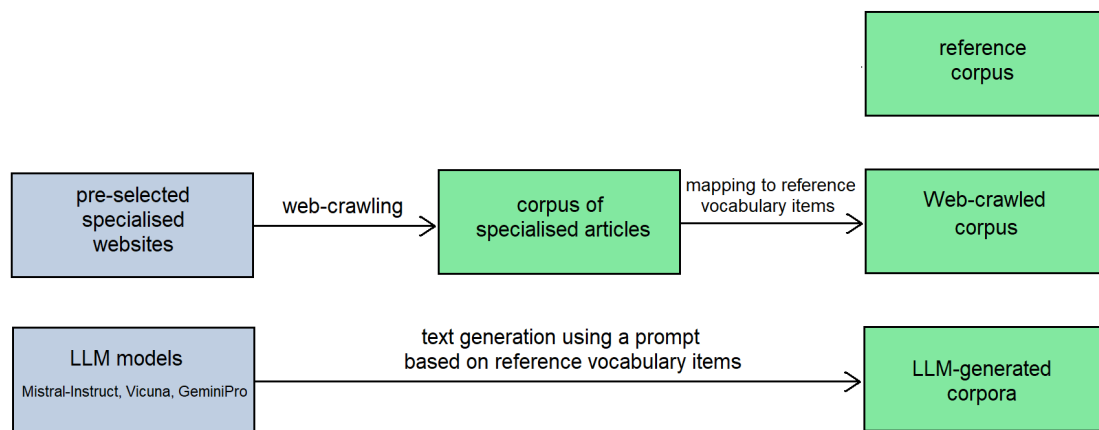 reference
corpus
pre-selected
specialised
websites
web-crawling
corpus of
specialised articles
mapping to reference
vocabulary items
Web-crawled
corpus
LLM models
Mistral-Instruct, Vicuna, GeminiPro
text generation using a prompt
based on reference vocabulary items
LLM-generated
corpora